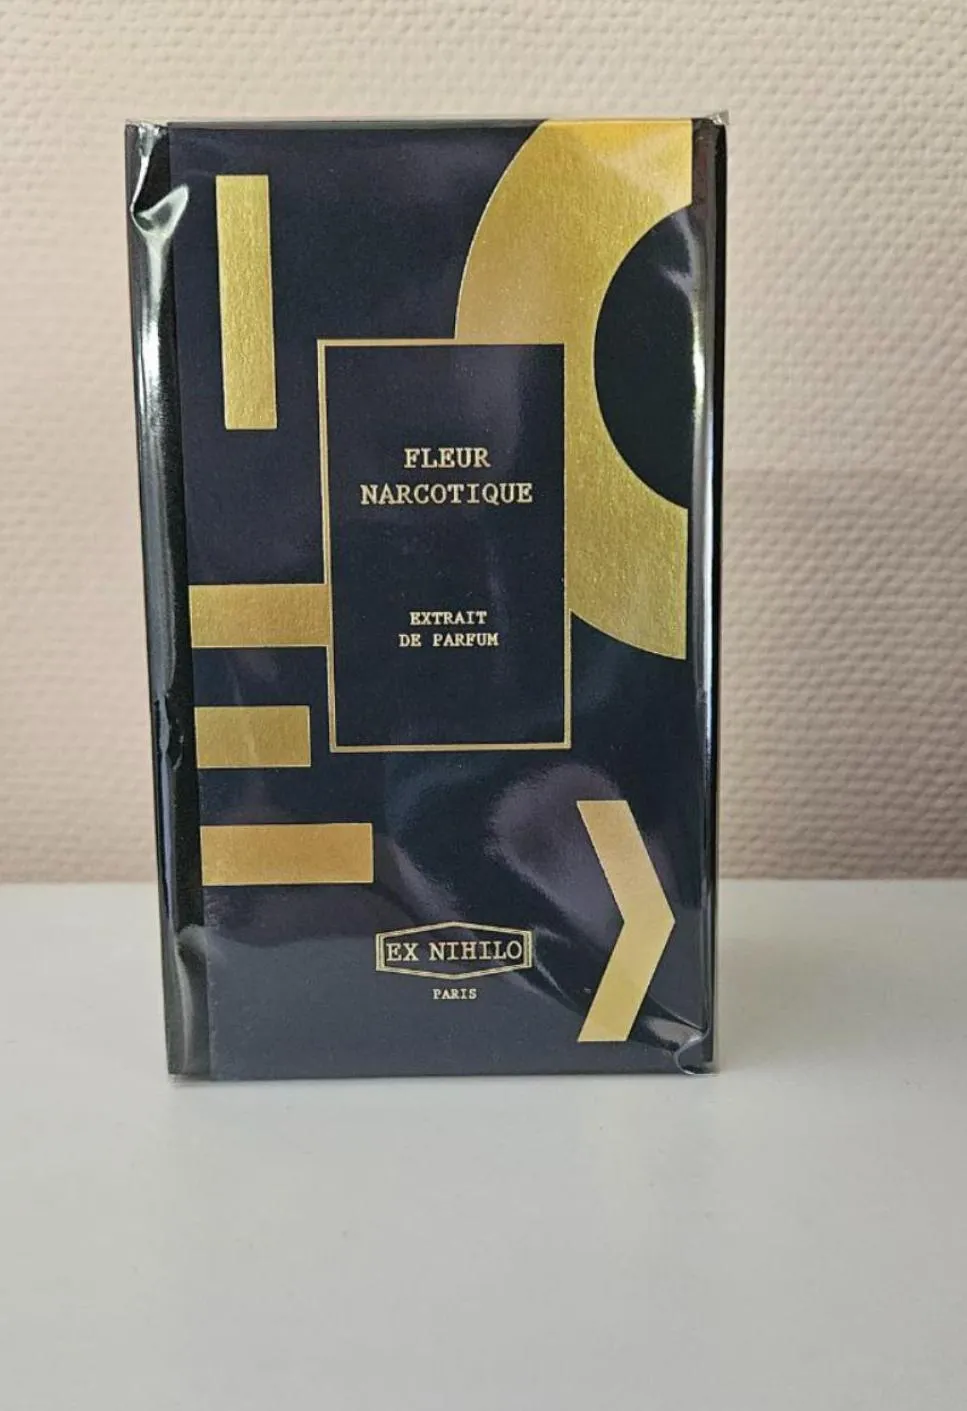 FLEUR
NARCOTIQUE
EXTRAIT
DE PARFUM
EX NIHILO
PARIS